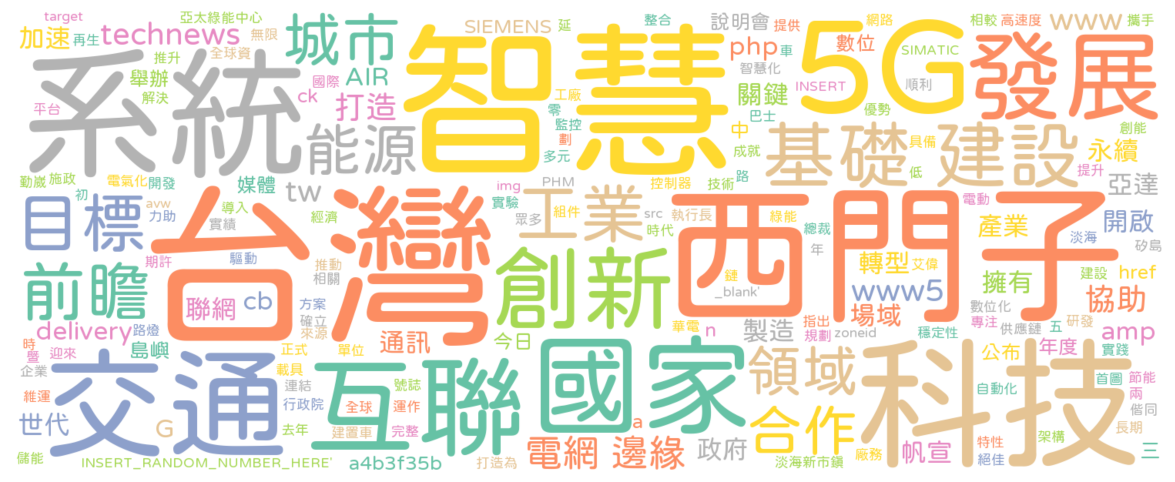 target
亞太綠能中心
SIEMENS
延
整合
說明會
提供
網路
www
相較
高速度
攜手
加速
再生
technews
無限
城市
智慧
php
車
數位
5G
SIMATIC
發展
推升
全球資
系統
舉辦
解決
AIR
國際
ck
打造
工廠
零
監控
劃
智慧化
INSERT
順利
關鍵
優勢
巴士
平台
能源
多元
中
成就
路
基礎
建設
具備
低
創能
永續
提升
勤崴
施政
電氣化
開發
媒體
tw
PHM
控制器
技術
亞達
初
avw
力助
導入
實績
經濟
img
實驗
眾多
工業
組件
src
時代
執行長
綠能
總裁
年
電動
產業
淡海
開啟
矽島
目標
台灣
西門子
期許
驅動
推動
相關
前瞻
聯網
cb
方案
確立
來源
創新
鏈
_blank'
轉型
艾偉
擁有
建設
href
數位化
www5
協助
delivery
路燈
島嶼
通訊
今日
華電
n
製造
指出
規劃
場域
zoneid
穩定性
專注
供應鏈
五
研發
amp
時
暨
迎來
企業
交通
正式
載具
連結
行政院
單位
互聯
號誌
全球
運作
國家
領域
科技
公布
年度
實踐
自動化
首圖
節能
兩
偕同
維運
世代
G
去年
建置車
完整
a
電網
邊緣
政府
合作
特性
帆宣
架構
長期
儲能
INSERT_RANDOM_NUMBER_HERE'
a4b3f35b
打造為
淡海新市鎮
廠務
絕佳
三